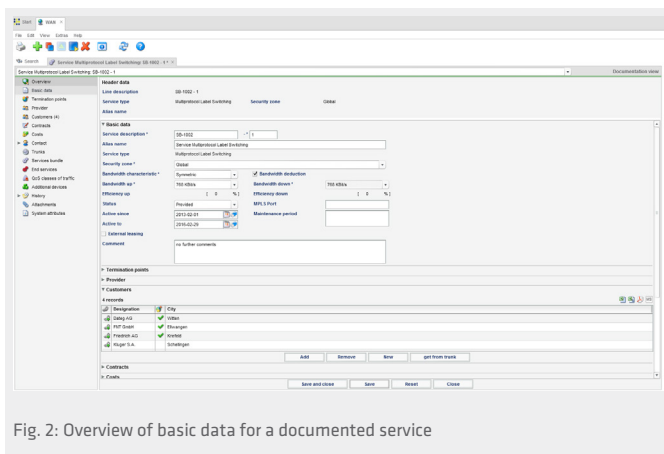 Start WAN ×
File Edit View Extras Help
Search Service Multiprotocol Label Switching: SB-1002 - 1 * ×
Service Multiprotocol Label Switching: SB-1002 - 1 Documentation view
Overview
Basic data
Termination points
Provider
Customers (4)
Contracts
Costs
Contact
Trunks
Services bundle
End services
QoS classes of traffic
Additional devices
History
Attachments
System attributes
Header data
Line description SB-1002 - 1
Service type Multiprotocol Label Switching Security zone Global
Alias name
Basic data
Service description * SB-1002 - * 1
Alias name Service Multiprotocol Label Switching
Service type Multiprotocol Label Switching
Security zone * Global
Bandwidth characteristic * Symmetric Bandwidth deduction
Bandwidth up * 768 KBit/s Bandwidth down * 768 KBit/s
Efficiency up [ 0 %] Efficiency down [ 0 %]
Status Provided MPLS Port
Active since 2013-02-01 Maintenance period
Active to 2016-02-29
External leasing
Comment no further comments
Termination points
Provider
Customers
4 records
Designation City
Dateg AG Witten
FNT GmbH Ellwangen
Friedrich AG Krefeld
Kluger S.A. Schellingen
Add Remove New get from trunk
Contracts
Costs
Save and close Save Reset Close
Fig. 2: Overview of basic data for a documented service